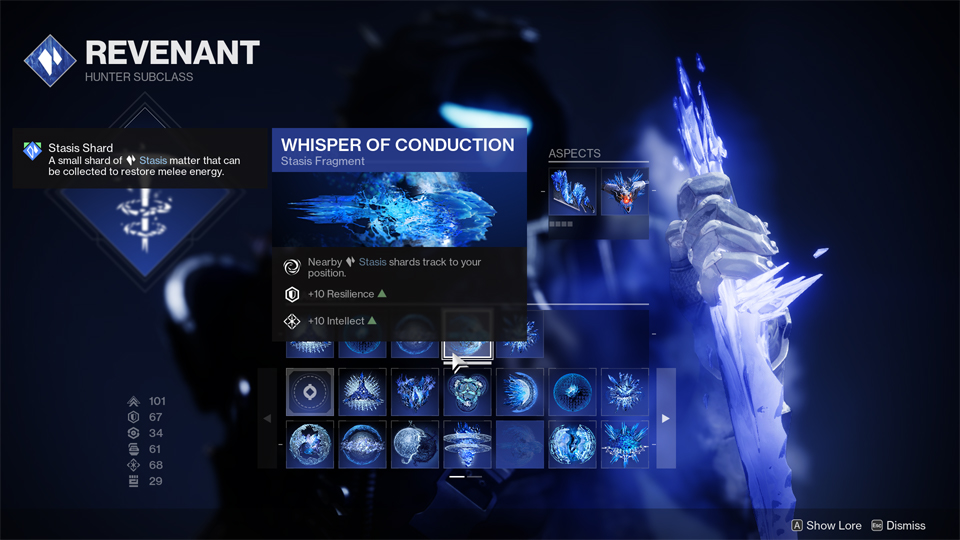 REVENANT
HUNTER SUBCLASS
Stasis Shard
A small shard of Stasis matter that can
be collected to restore melee energy.
WHISPER OF CONDUCTION
Stasis Fragment
Nearby Stasis shards track to your
position.
+10 Resilience
+10 Intellect
ASPECTS
101
67
34
61
68
29
A Show Lore Esc Dismiss